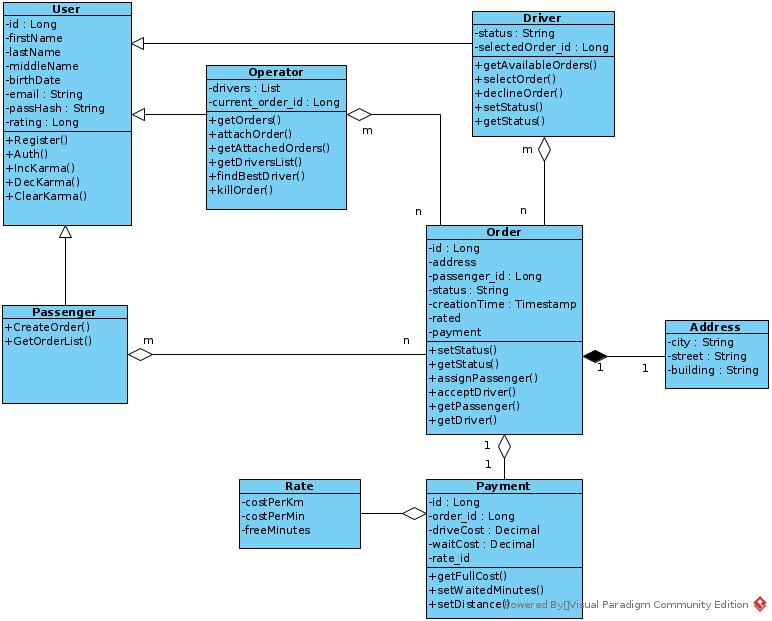 User
-id : Long
-firstName
-lastName
-middleName
-birthDate
-email : String
-passHash : String
-rating : Long
+Register()
+Auth()
+IncKarma()
+DecKarma()
+ClearKarma()
Driver
-status : String
-selectedOrder_id : Long
+getAvailableOrders()
+selectOrder()
+declineOrder()
+setStatus()
+getStatus()
Operator
-drivers : List
-current_order_id : Long
+getOrders()
+attachOrder()
+getAttachedOrders()
+getDriversList()
+findBestDriver()
+killOrder()
m
m
n
n
Order
-id : Long
-address
-passenger_id : Long
-status : String
-creationTime : Timestamp
-rated
-payment
+setStatus()
+getStatus()
+assignPassenger()
+acceptDriver()
+getPassenger()
+getDriver()
Passenger
+CreateOrder()
+GetOrderList()
m
n
Address
-city : String
-street : String
-building : String
1
1
1
1
Rate
-costPerKm
-costPerMin
-freeMinutes
Payment
-id : Long
-order_id : Long
-driveCost : Decimal
-waitCost : Decimal
-rate_id
+getFullCost()
+setWaitedMinutes()
+setDistance()
Powered By Visual Paradigm Community Edition